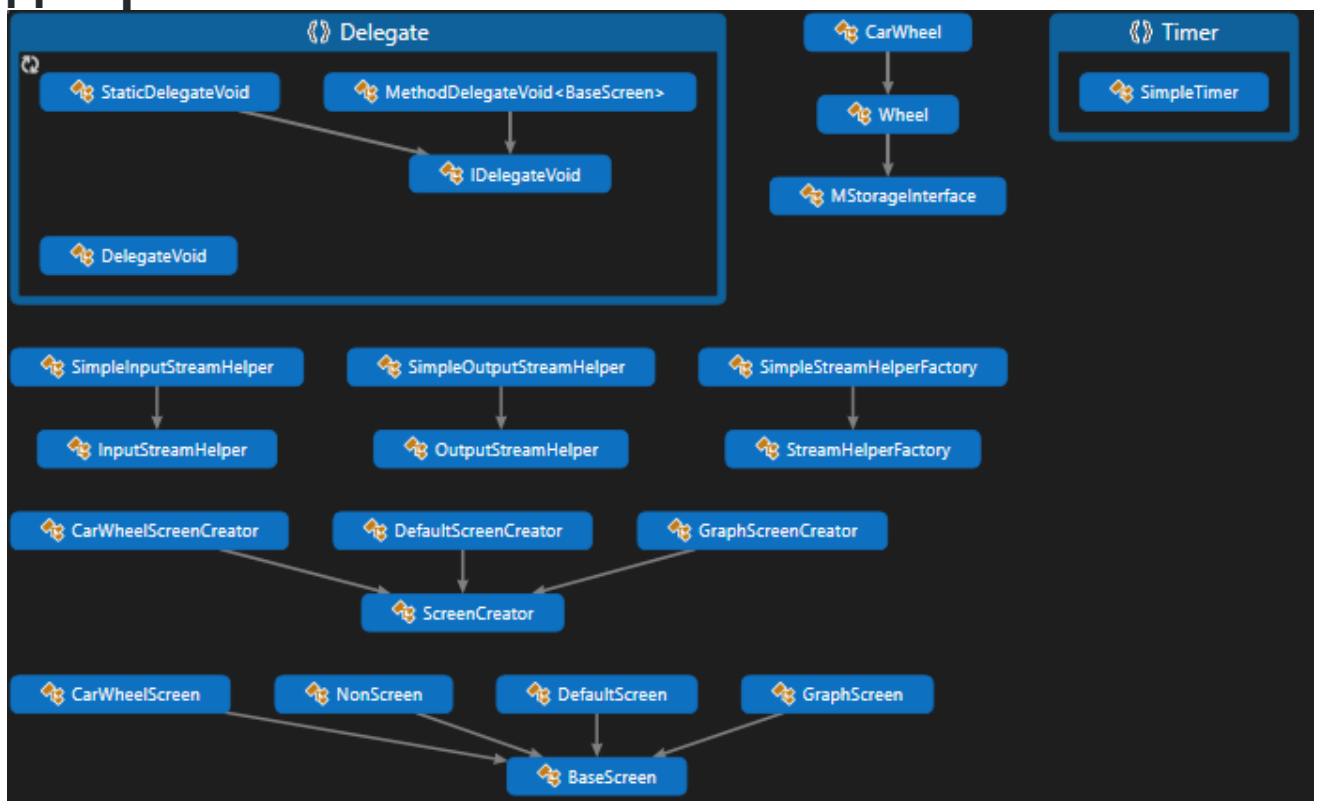 Delegate
StaticDelegateVoid
MethodDelegateVoid<BaseScreen>
IDelegateVoid
DelegateVoid
CarWheel
Wheel
MStorageInterface
Timer
SimpleTimer
SimpleInputStreamHelper
SimpleOutputStreamHelper
SimpleStreamHelperFactory
InputStreamHelper
OutputStreamHelper
StreamHelperFactory
CarWheelScreenCreator
DefaultScreenCreator
GraphScreenCreator
ScreenCreator
CarWheelScreen
NonScreen
DefaultScreen
GraphScreen
BaseScreen